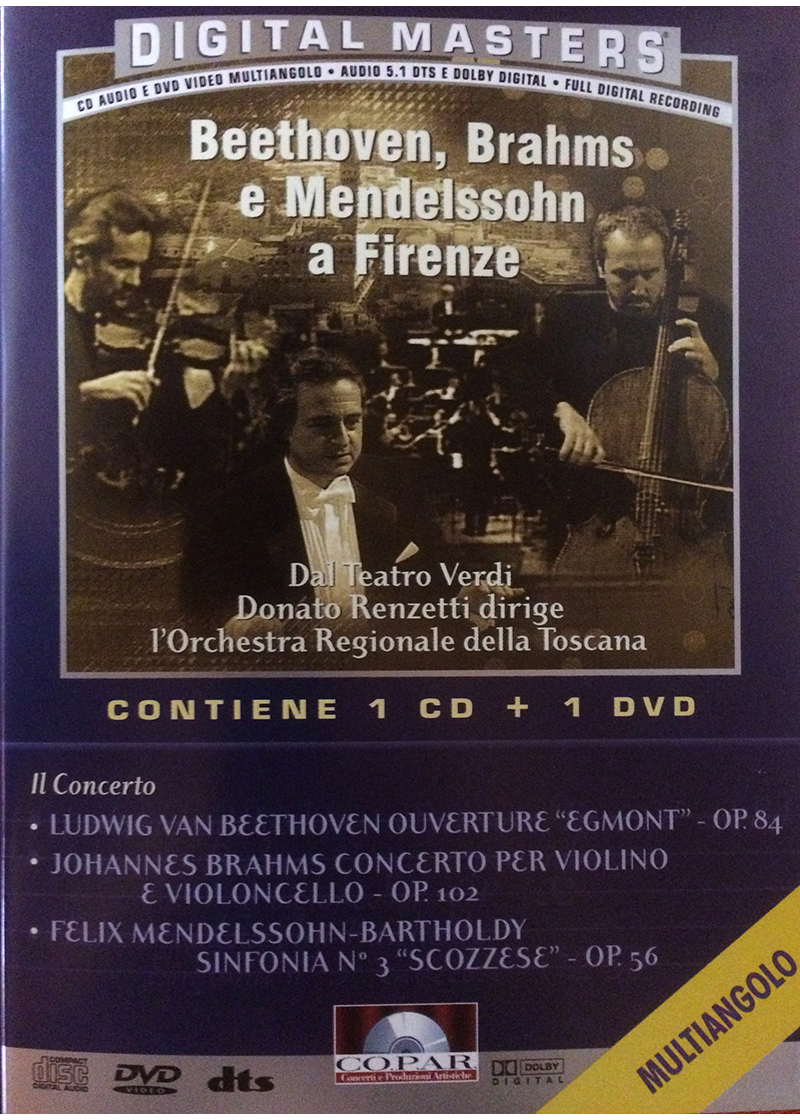 DIGITAL MASTERS®
CD AUDIO E DVD VIDEO MULTIANGOLO • AUDIO 5.1 DTS E DOLBY DIGITAL • FULL DIGITAL RECORDING
Beethoven, Brahms
e Mendelssohn
a Firenze
Dal Teatro Verdi
Donato Renzetti dirige
l'Orchestra Regionale della Toscana
CONTIENE 1 CD + 1 DVD
Il Concerto
• LUDWIG VAN BEETHOVEN OUVERTURE "EGMONT" - OP. 84
• JOHANNES BRAHMS CONCERTO PER VIOLINO
E VIOLONCELLO - OP. 102
• FELIX MENDELSSOHN-BARTHOLDY
SINFONIA N° 3 "SCOZZESE" - OP. 56
MULTIANGOLO
COMPACT
disc
DIGITAL AUDIO
DVD
VIDEO
dts
COPAR
Concerti e Produzioni Artistiche
DOLBY
DIGITAL